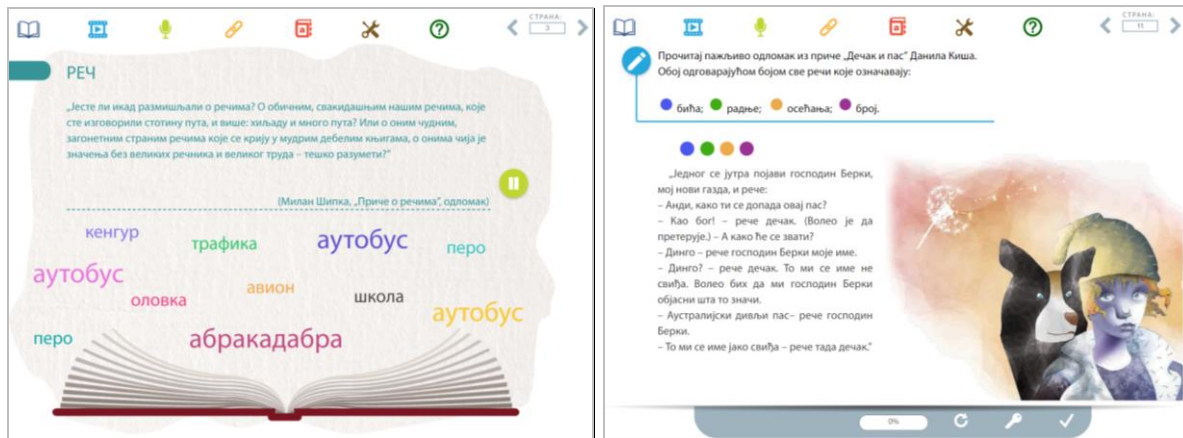 СТРАНА:
3
РЕЧ
„Јесте ли икад размишљали о речима? О обичним, свакидашњим нашим речима, које
сте изговорили стотину пута, и више: хиљаду и много пута? Или о оним чудним,
загонетним страним речима које се крију у мудрим дебелим књигама, о онима чија је
значења без великих речника и великог труда – тешко разумети?“
(Милан Шипка, „Приче о речима“, одломак)
кенгур
трафика
аутобус
перо
аутобус
оловка
авион
школа
аутобус
перо
абракадабра
СТРАНА:
11
Прочитај пажљиво одломак из приче „Дечак и пас“ Данила Киша.
Обој одговарајућом бојом све речи које означавају:
бића; радње; осећања; број.
„Једног се јутра појави господин Берки,
мој нови газда, и рече:
– Анди, како ти се допада овај пас?
– Као бог! – рече дечак. (Волео је да
претерује.) – А како ће се звати?
– Динго – рече господин Берки моје име.
– Динго? – рече дечак. То ми се име не
свиђа. Волео бих да ми господин Берки
објасни шта то значи.
– Аустралијски дивљи пас– рече господин
Берки.
– То ми се име јако свиђа – рече тада дечак.“
0%